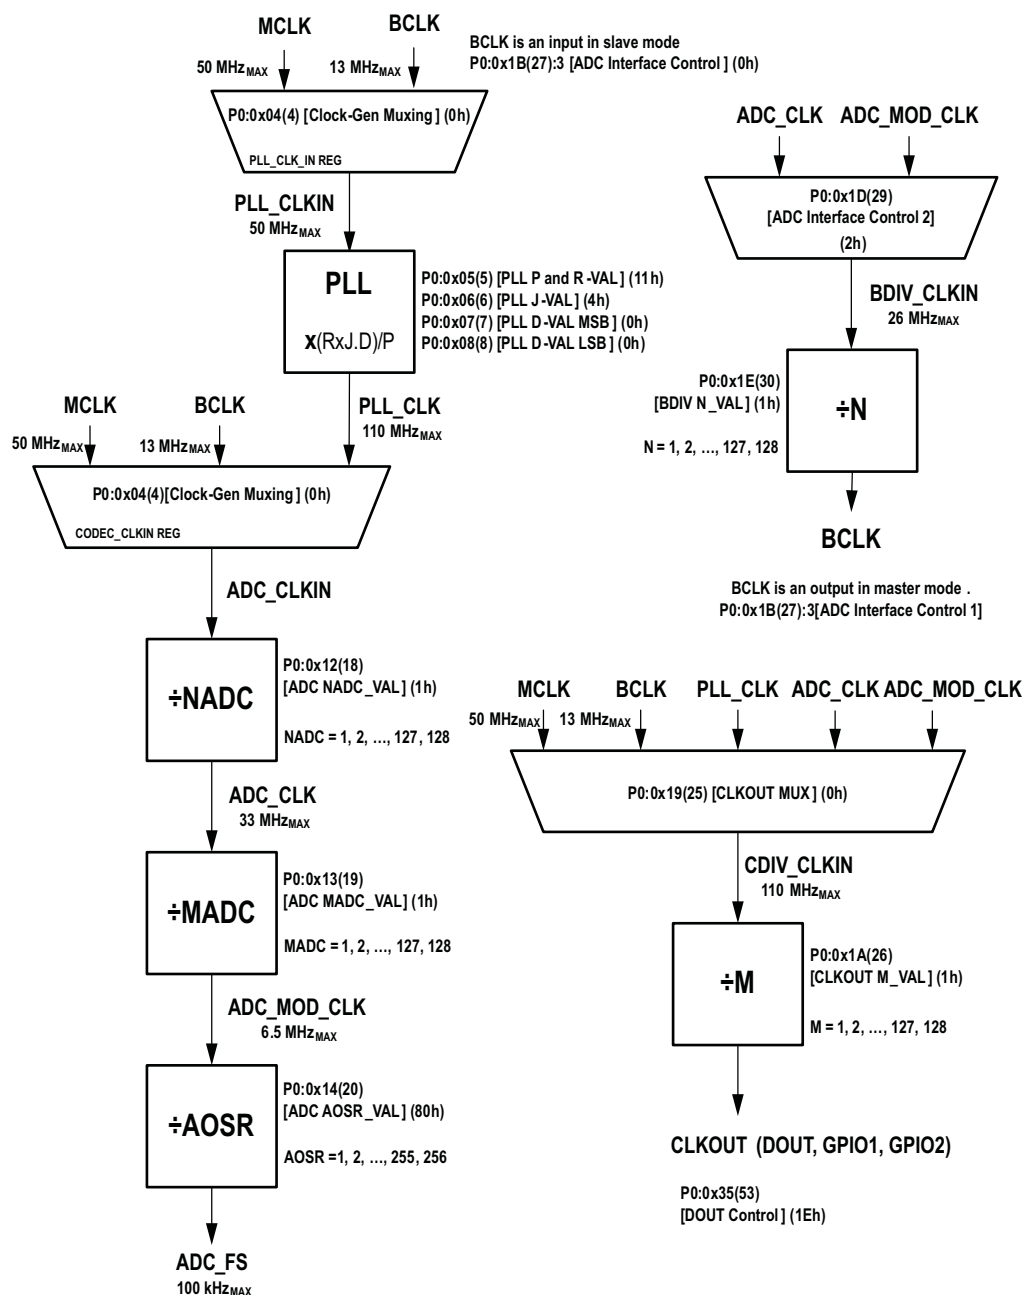 MCLK
BCLK
BCLK is an input in slave mode
P0:0x1B(27):3 [ADC Interface Control ] (0h)
50 MHzMAX
13 MHzMAX
P0:0x04(4) [Clock-Gen Muxing ] (0h)
PLL_CLK_IN REG
PLL_CLKIN
50 MHzMAX
PLL
x(RxJ.D)/P
P0:0x05(5) [PLL P and R -VAL] (11h)
P0:0x06(6) [PLL J-VAL] (4h)
P0:0x07(7) [PLL D-VAL MSB] (0h)
P0:0x08(8) [PLL D-VAL LSB] (0h)
MCLK
BCLK
PLL_CLK
110 MHzMAX
50 MHzMAX
13 MHzMAX
P0:0x04(4)[Clock-Gen Muxing ] (0h)
CODEC_CLKIN REG
ADC_CLKIN
÷NADC
P0:0x12(18)
[ADC NADC_VAL] (1h)
NADC = 1, 2, ..., 127, 128
ADC_CLK
33 MHzMAX
÷MADC
P0:0x13(19)
[ADC MADC_VAL] (1h)
MADC = 1, 2, ..., 127, 128
ADC_MOD_CLK
6.5 MHzMAX
÷AOSR
P0:0x14(20)
[ADC AOSR_VAL] (80h)
AOSR =1, 2, ..., 255, 256
ADC_FS
100 kHzMAX
ADC_CLK
ADC_MOD_CLK
P0:0x1D(29)
[ADC Interface Control 2]
(2h)
BDIV_CLKIN
26 MHzMAX
P0:0x1E(30)
[BDIV N_VAL] (1h)
N = 1, 2, ..., 127, 128
÷N
BCLK
BCLK is an output in master mode .
P0:0x1B(27):3[ADC Interface Control 1]
MCLK
BCLK
PLL_CLK
ADC_CLK
ADC_MOD_CLK
50 MHzMAX
13 MHzMAX
P0:0x19(25) [CLKOUT MUX] (0h)
CDIV_CLKIN
110 MHzMAX
÷M
P0:0x1A(26)
[CLKOUT M_VAL] (1h)
M = 1, 2, ..., 127, 128
CLKOUT (DOUT, GPIO1, GPIO2)
P0:0x35(53)
[DOUT Control ] (1Eh)